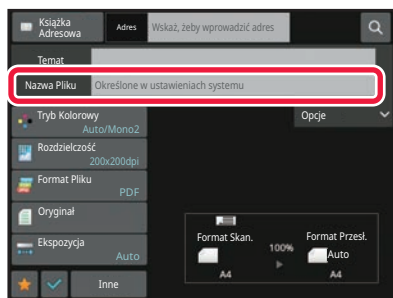 Książka
Adresowa
Adres
Wskaż, żeby wprowadzić adres
Temat
Nazwa Pliku
Określone w ustawieniach systemu
Tryb Kolorowy
Auto/Mono2
Opcje
Rozdzielczość
200x200dpi
Format Pliku
PDF
Oryginał
Ekspozycja
Auto
Format Skan.
A4
100%
Format Przesł.
Auto
A4
Inne